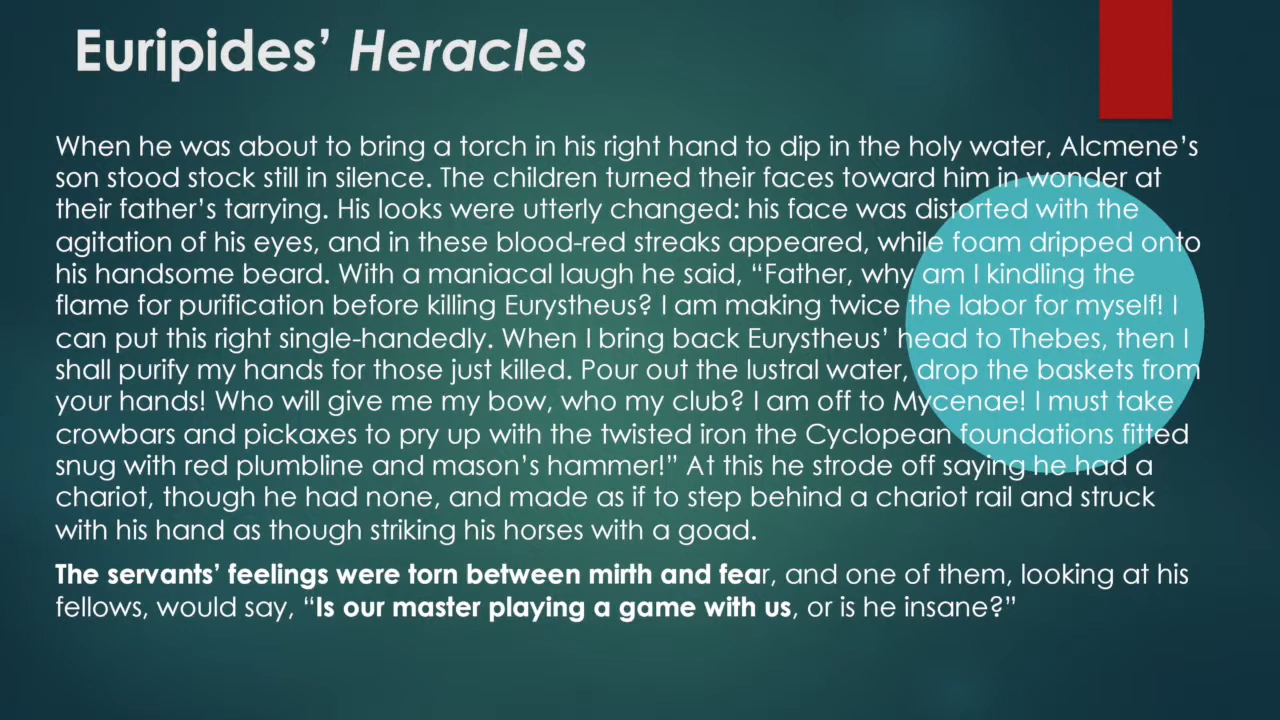 Euripides’ Heracles
When he was about to bring a torch in his right hand to dip in the holy water, Alcmene’s
son stood stock still in silence. The children turned their faces toward him in wonder at
their father’s tarrying. His looks were utterly changed: his face was distorted with the
agitation of his eyes, and in these blood-red streaks appeared, while foam dripped onto
his handsome beard. With a maniacal laugh he said, “Father, why am I kindling the
flame for purification before killing Eurystheus? I am making twice the labor for myself! I
can put this right single-handedly. When I bring back Eurystheus’ head to Thebes, then I
shall purify my hands for those just killed. Pour out the lustral water, drop the baskets from
your hands! Who will give me my bow, who my club? I am off to Mycenae! I must take
crowbars and pickaxes to pry up with the twisted iron the Cyclopean foundations fitted
snug with red plumbline and mason’s hammer!” At this he strode off saying he had a
chariot, though he had none, and made as if to step behind a chariot rail and struck
with his hand as though striking his horses with a goad.
The servants’ feelings were torn between mirth and fear, and one of them, looking at his
fellows, would say, “Is our master playing a game with us, or is he insane?”